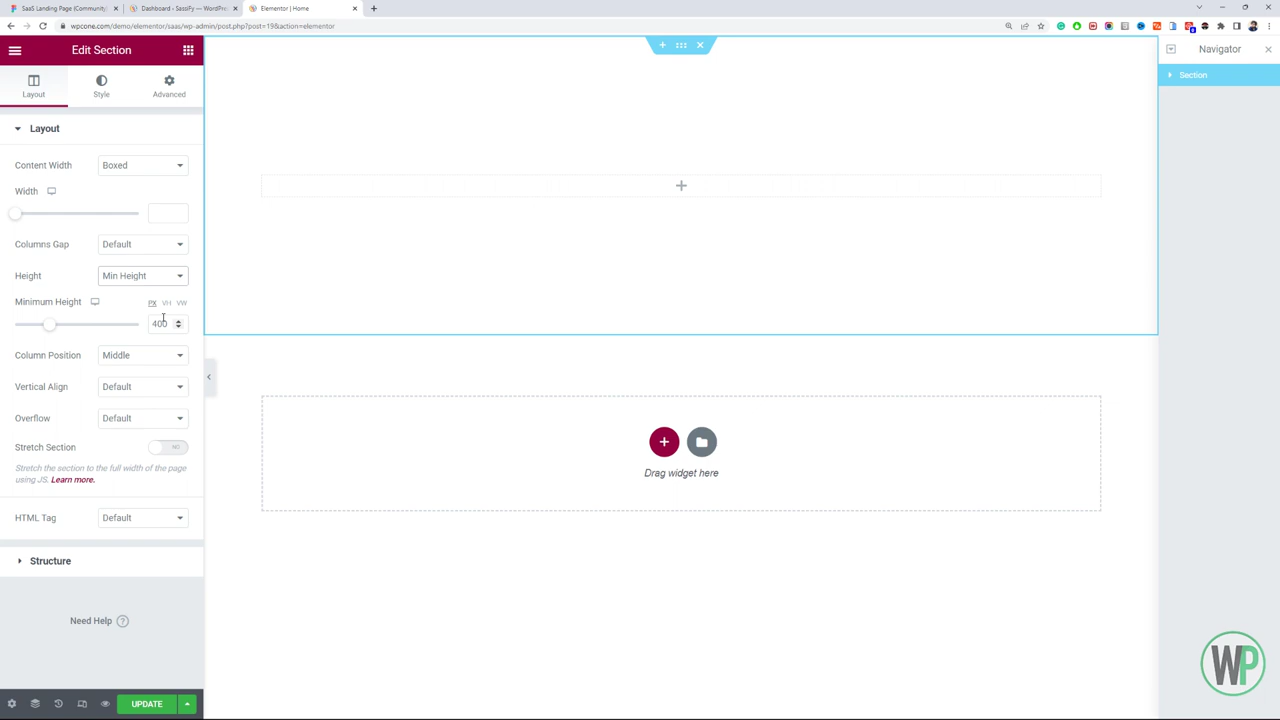 SaaS Landing Page (Community)
Dashboard ‹ SassFy — WordPre
Elementor | Home
wpcone.com/demo/elementor/saas/wp-admin/post.php?post=19&action=elementor
Edit Section
Navigator
Layout
Style
Advanced
Section
Layout
Content Width
Boxed
Width
Columns Gap
Default
Height
Min Height
Minimum Height
PX VH VW
400
Column Position
Middle
Vertical Align
Default
Overflow
Default
Stretch Section
NO
Stretch the section to the full width of the page
using JS. Learn more.
HTML Tag
Default
Structure
Need Help
Drag widget here
UPDATE
WP